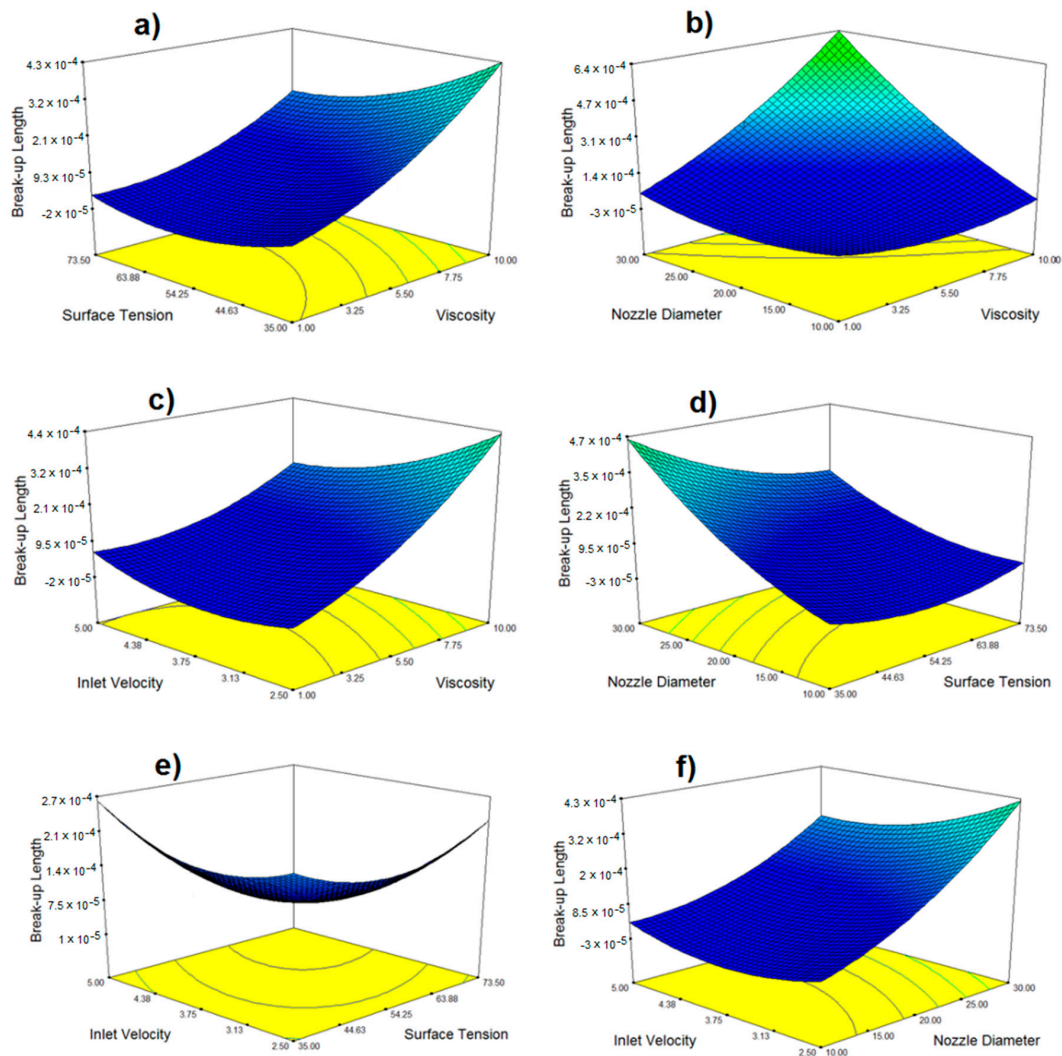 a)
4.3 × 10⁻⁴
3.2 × 10⁻⁴
2.1 × 10⁻⁴
9.3 × 10⁻⁵
-2 × 10⁻⁵
Break-up Length
73.50
63.88
54.25
44.63
35.00
Surface Tension
1.00
3.25
5.50
7.75
10.00
Viscosity
b)
6.4 × 10⁻⁴
4.7 × 10⁻⁴
3.1 × 10⁻⁴
1.4 × 10⁻⁴
-3 × 10⁻⁵
Break-up Length
30.00
25.00
20.00
15.00
10.00
Nozzle Diameter
1.00
3.25
5.50
7.75
10.00
Viscosity
c)
4.4 × 10⁻⁴
3.2 × 10⁻⁴
2.1 × 10⁻⁴
9.5 × 10⁻⁵
-2 × 10⁻⁵
Break-up Length
5.00
4.38
3.75
3.13
2.50
Inlet Velocity
1.00
3.25
5.50
7.75
10.00
Viscosity
d)
4.7 × 10⁻⁴
3.5 × 10⁻⁴
2.2 × 10⁻⁴
9.5 × 10⁻⁵
-3 × 10⁻⁵
Break-up Length
30.00
25.00
20.00
15.00
10.00
Nozzle Diameter
35.00
44.63
54.25
63.88
73.50
Surface Tension
e)
2.7 × 10⁻⁴
2.1 × 10⁻⁴
1.4 × 10⁻⁴
7.5 × 10⁻⁵
1 × 10⁻⁵
Break-up Length
5.00
4.38
3.75
3.13
2.50
Inlet Velocity
35.00
44.63
54.25
63.88
73.50
Surface Tension
f)
4.3 × 10⁻⁴
3.2 × 10⁻⁴
2 × 10⁻⁴
8.5 × 10⁻⁵
-3 × 10⁻⁵
Break-up Length
5.00
4.38
3.75
3.13
2.50
Inlet Velocity
10.00
15.00
20.00
25.00
30.00
Nozzle Diameter